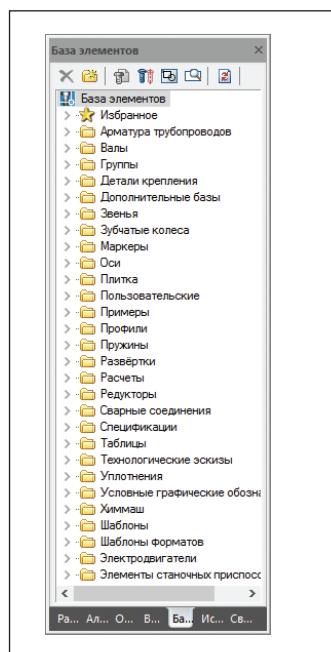 База элементов
База элементов
Избранное
Арматура трубопроводов
Валы
Группы
Детали крепления
Дополнительные базы
Звенья
Зубчатые колеса
Маркеры
Оси
Плитка
Пользовательские
Примеры
Профили
Пружины
Развёртки
Расчеты
Редукторы
Сварные соединения
Спецификации
Таблицы
Технологические эскизы
Уплотнения
Условные графические обозна
Химмаш
Шаблоны
Шаблоны форматов
Электродвигатели
Элементы станочных приспосо
Ра... Ал... О... В... Ба... Ис... Св...